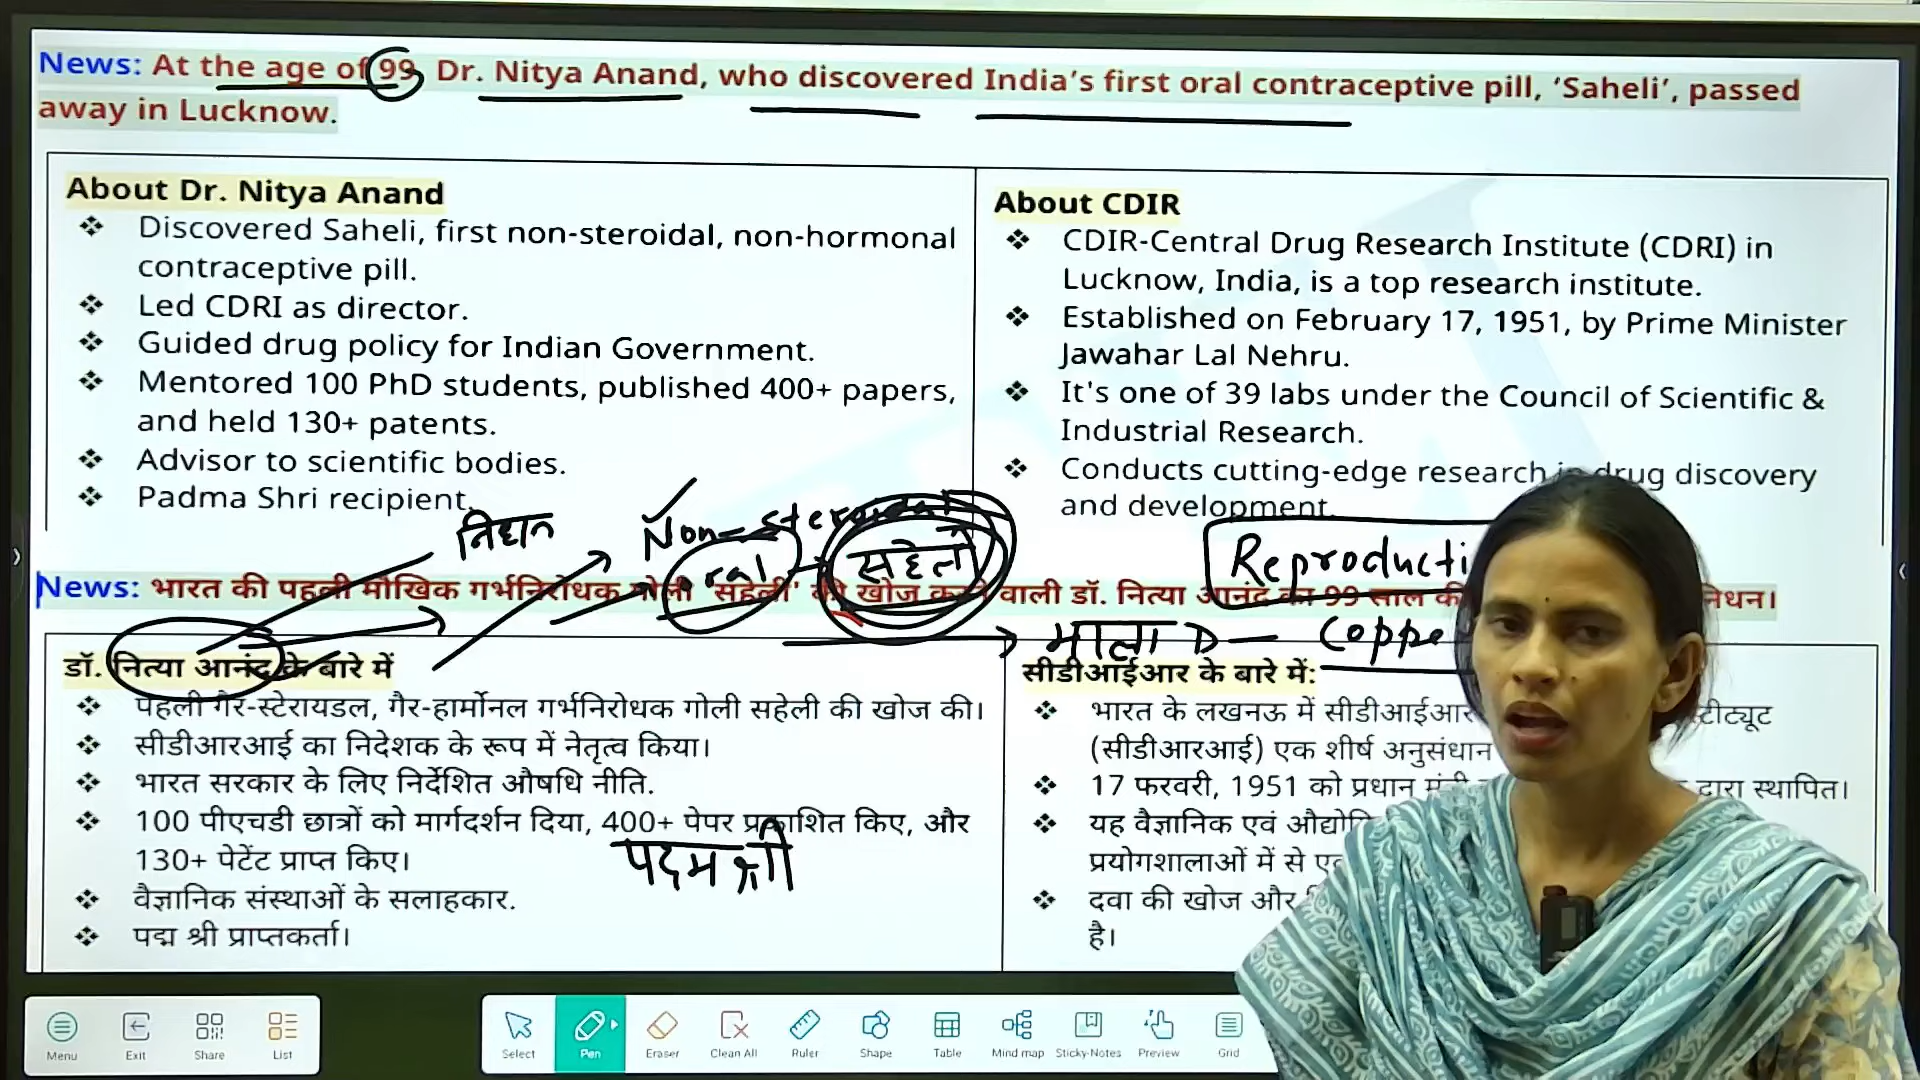 News: At the age of 99, Dr. Nitya Anand, who discovered India's first oral contraceptive pill, 'Saheli', passed
away in Lucknow.
About Dr. Nitya Anand
Discovered Saheli, first non-steroidal, non-hormonal
contraceptive pill.
Led CDRI as director.
Guided drug policy for Indian Government.
Mentored 100 PhD students, published 400+ papers,
and held 130+ patents.
Advisor to scientific bodies.
Padma Shri recipient.
About CDIR
CDIR-Central Drug Research Institute (CDRI) in
Lucknow, India, is a top research institute.
Established on February 17, 1951, by Prime Minister
Jawahar Lal Nehru.
It's one of 39 labs under the Council of Scientific &
Industrial Research.
Conducts cutting-edge research in drug discovery
and development.
निधन
Non-steroidal
oral
सहेली
Reproducti
News: भारत की पहली मौखिक गर्भनिरोधक गोली 'सहेली' की खोज करने वाली डॉ. नित्या आनंद का 99 साल की निधन।
माला D — Coppe
डॉ. नित्या आनंद के बारे में
पहली गैर-स्टेरायडल, गैर-हार्मोनल गर्भनिरोधक गोली सहेली की खोज की।
सीडीआरआई का निदेशक के रूप में नेतृत्व किया।
भारत सरकार के लिए निर्देशित औषधि नीति.
100 पीएचडी छात्रों को मार्गदर्शन दिया, 400+ पेपर प्रकाशित किए, और
130+ पेटेंट प्राप्त किए।
वैज्ञानिक संस्थाओं के सलाहकार.
पद्म श्री प्राप्तकर्ता।
पदम श्री
सीडीआईआर के बारे में:
भारत के लखनऊ में सीडीआईआर टीट्यूट
(सीडीआरआई) एक शीर्ष अनुसंधान
17 फरवरी, 1951 को प्रधान मंत्री द्वारा स्थापित।
यह वैज्ञानिक एवं
प्रयोगशालाओं में से
दवा की खोज और
है।
Menu
Exit
Share
List
Select
Pen
Eraser
Clean All
Ruler
Shape
Table
Mind map
Sticky-Notes
Preview
Grid